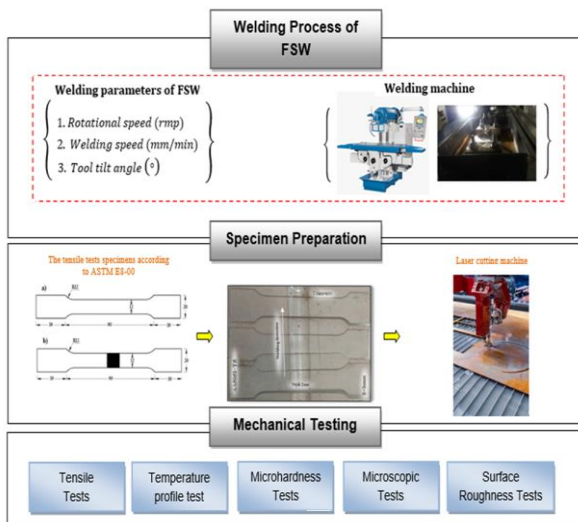 Welding Process of
FSW
Welding parameters of FSW
1. Rotational speed (rmp)
2. Welding speed (mm/min)
3. Tool tilt angle (°)
Welding machine
Specimen Preparation
The tensile tests specimens according
to ASTM E8-00
a)
b)
Laser cutting machine
Mechanical Testing
Tensile
Tests
Temperature
profile test
Microhardness
Tests
Microscopic
Tests
Surface
Roughness Tests